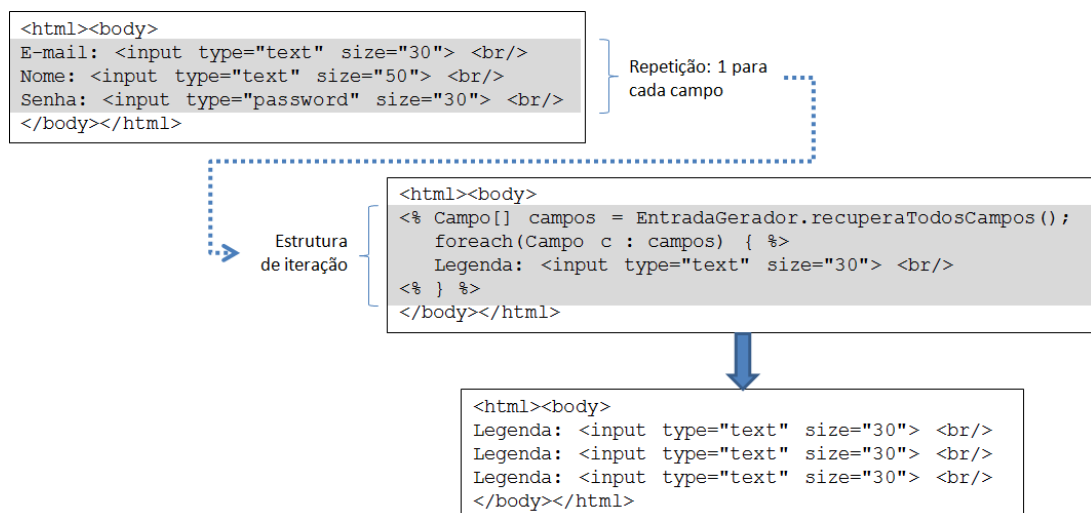 <html><body>
E-mail: <input type="text" size="30"> <br/>
Nome: <input type="text" size="50"> <br/>
Senha: <input type="password" size="30"> <br/>
</body></html>
Repetição: 1 para
cada campo
Estrutura
de iteração
<html><body>
<% Campo[] campos = EntradaGerador.recuperaTodosCampos();
foreach(Campo c : campos) { %>
Legenda: <input type="text" size="30"> <br/>
<% } %>
</body></html>
<html><body>
Legenda: <input type="text" size="30"> <br/>
Legenda: <input type="text" size="30"> <br/>
Legenda: <input type="text" size="30"> <br/>
</body></html>